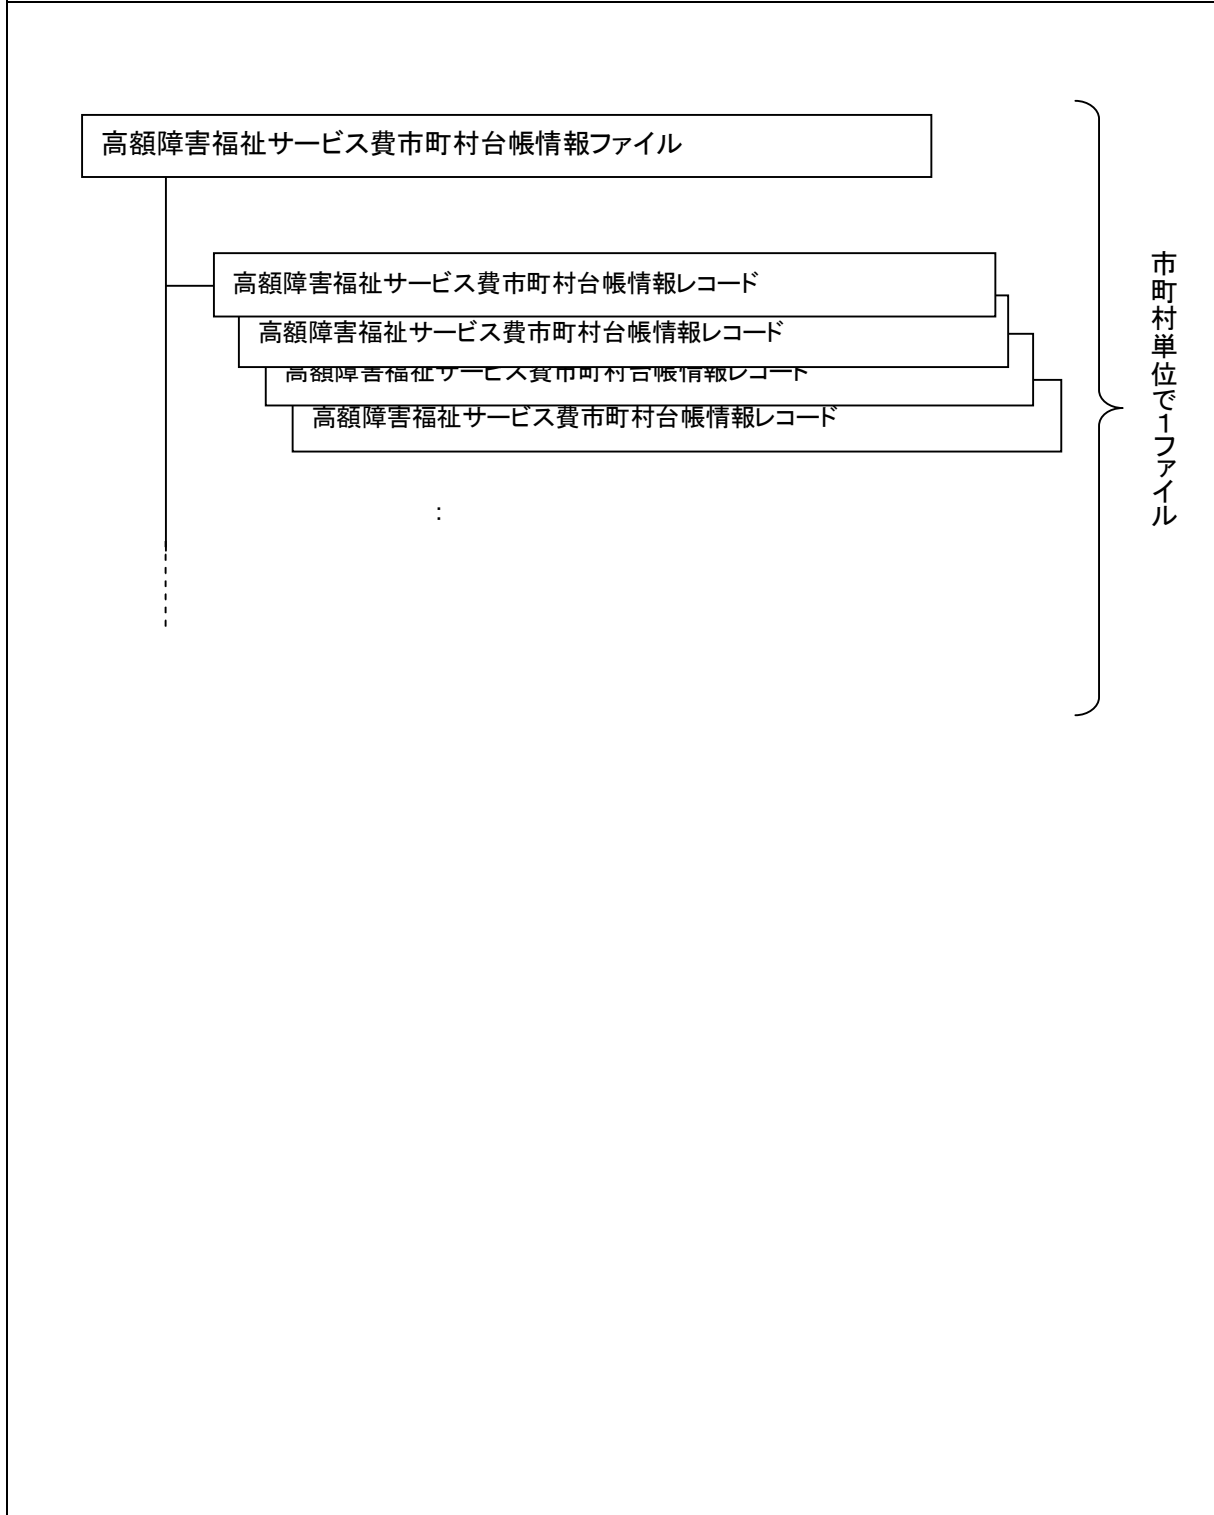 高額障害福祉サービス費市町村台帳情報ファイル
高額障害福祉サービス費市町村台帳情報レコード
高額障害福祉サービス費市町村台帳情報レコード
高額障害福祉サービス費市町村台帳情報レコード
高額障害福祉サービス費市町村台帳情報レコード
:
市町村単位で1ファイル